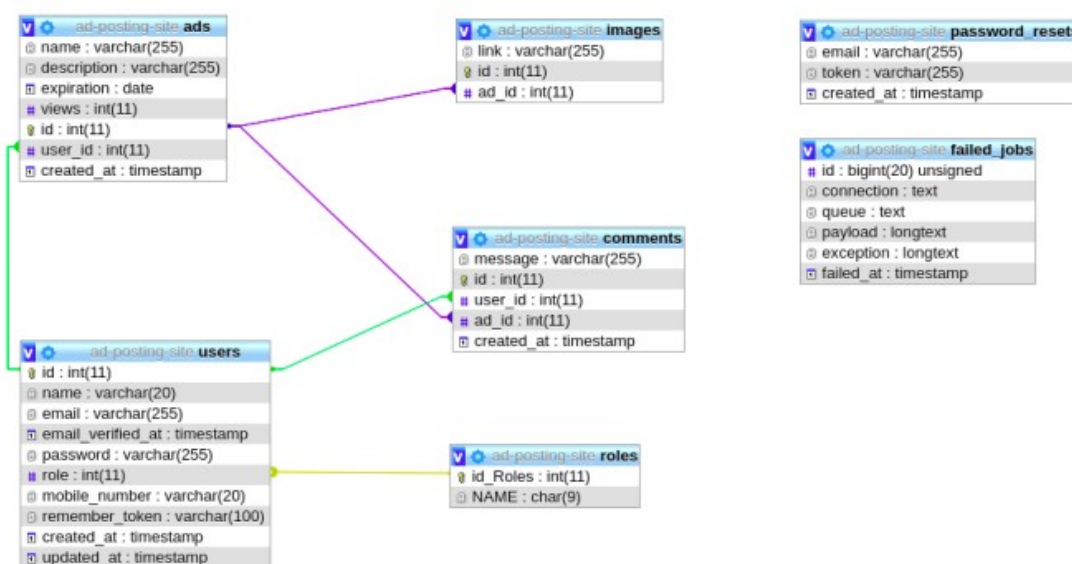 ad-posting-site ads
name : varchar(255)
description : varchar(255)
expiration : date
views : int(11)
id : int(11)
user_id : int(11)
created_at : timestamp
ad-posting-site images
link : varchar(255)
id : int(11)
ad_id : int(11)
ad-posting-site password_resets
email : varchar(255)
token : varchar(255)
created_at : timestamp
ad-posting-site failed_jobs
id : bigint(20) unsigned
connection : text
queue : text
payload : longtext
exception : longtext
failed_at : timestamp
ad-posting-site comments
message : varchar(255)
id : int(11)
user_id : int(11)
ad_id : int(11)
created_at : timestamp
ad-posting-site users
id : int(11)
name : varchar(20)
email : varchar(255)
email_verified_at : timestamp
password : varchar(255)
role : int(11)
mobile_number : varchar(20)
remember_token : varchar(100)
created_at : timestamp
updated_at : timestamp
ad-posting-site roles
id_Roles : int(11)
NAME : char(9)